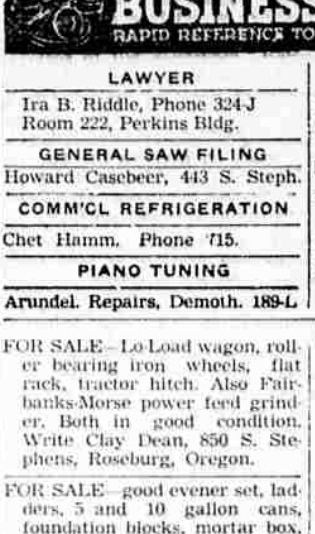 BUSINESS
RAPID REFERENCE TO
LAWYER
Ira B. Riddle, Phone 324-J
Room 222, Perkins Bldg.
GENERAL SAW FILING
Howard Casebeer, 443 S. Steph.
COMM'CL REFRIGERATION
Chet Hamm. Phone 715.
PIANO TUNING
Arundel. Repairs, Demoth. 189-L
FOR SALE—Lo-Load wagon, roll-
er bearing iron wheels, flat
rack, tractor hitch. Also Fair-
banks-Morse power feed grind-
er. Both in good condition.
Write Clay Dean, 850 S. Ste-
phens, Roseburg, Oregon.
FOR SALE—good evener set, lad-
ders, 5 and 10 gallon cans,
foundation blocks, mortar box,